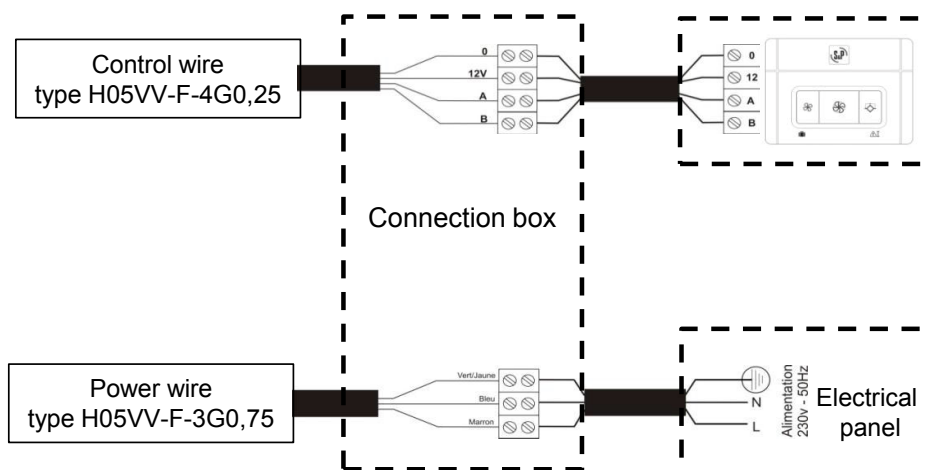 Control wire
type H05VV-F-4G0,25
0
12V
A
B
0
12
A
B
S&P
Connection box
Power wire
type H05VV-F-3G0,75
Vert/Jaune
Bleu
Marron
N
L
Alimentation
230v - 50Hz
Electrical
panel